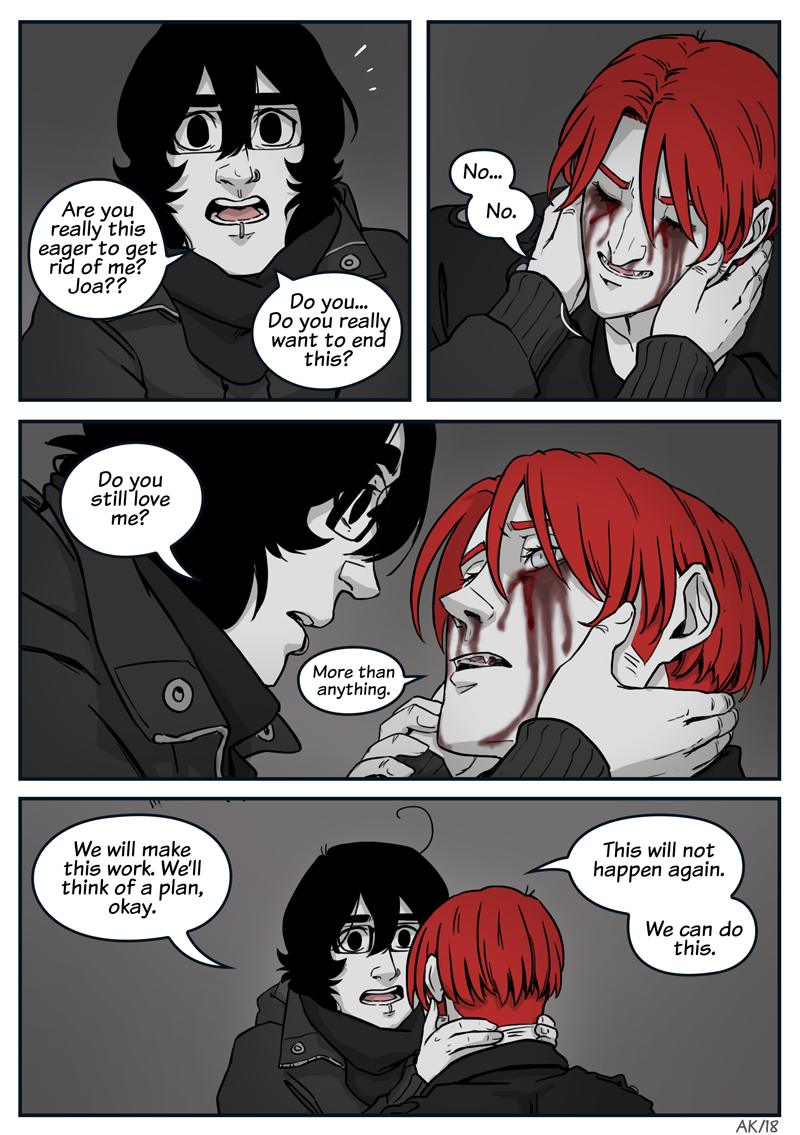 Are you
really this
eager to get
rid of me?
Joa??
Do you...
Do you really
want to end
this?
No...
No.
Do you
still love
me?
More than
anything.
We will make
this work. We'll
think of a plan,
okay.
This will not
happen again.
We can do
this.
AK/18